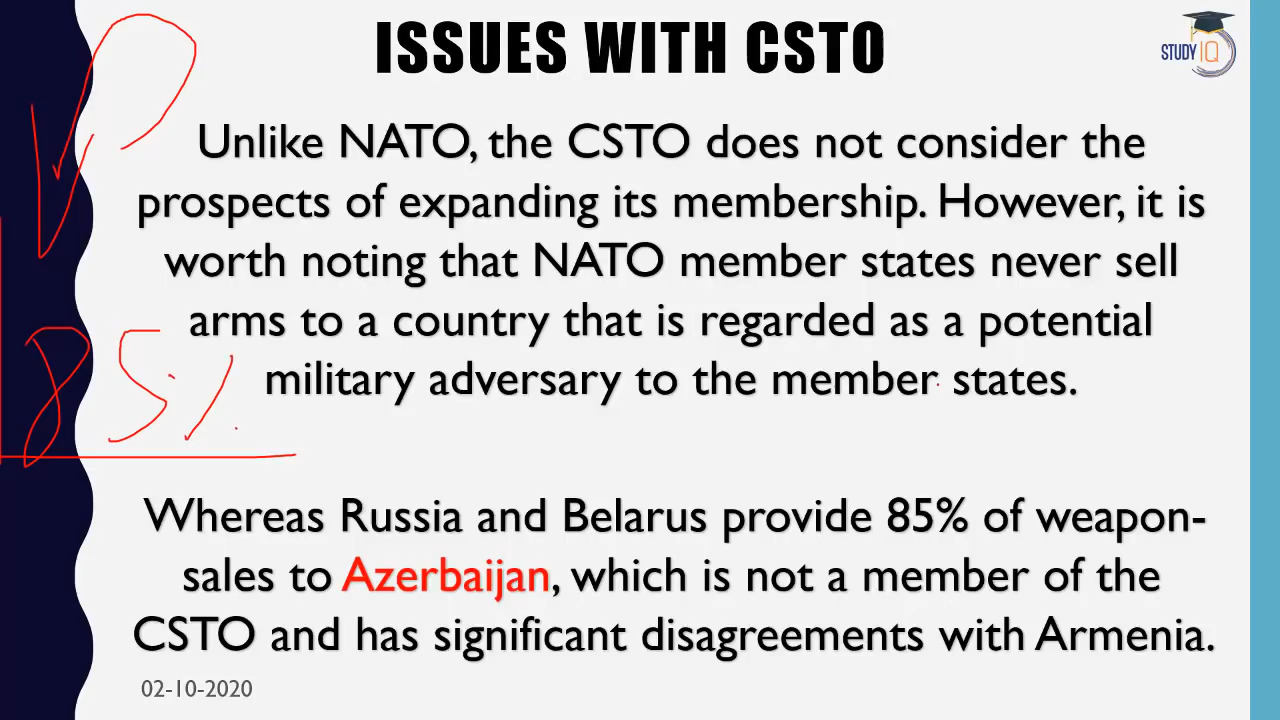 ISSUES WITH CSTO
STUDY IQ
Unlike NATO, the CSTO does not consider the
prospects of expanding its membership. However, it is
worth noting that NATO member states never sell
arms to a country that is regarded as a potential
military adversary to the member states.
85%
Whereas Russia and Belarus provide 85% of weapon-
sales to Azerbaijan, which is not a member of the
CSTO and has significant disagreements with Armenia.
02-10-2020